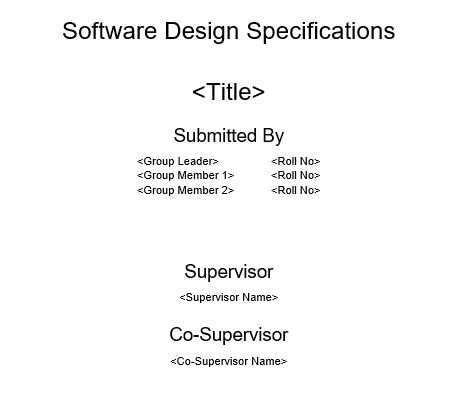 Software Design Specifications
<Title>
Submitted By
<Group Leader> <Roll No>
<Group Member 1> <Roll No>
<Group Member 2> <Roll No>
Supervisor
<Supervisor Name>
Co-Supervisor
<Co-Supervisor Name>